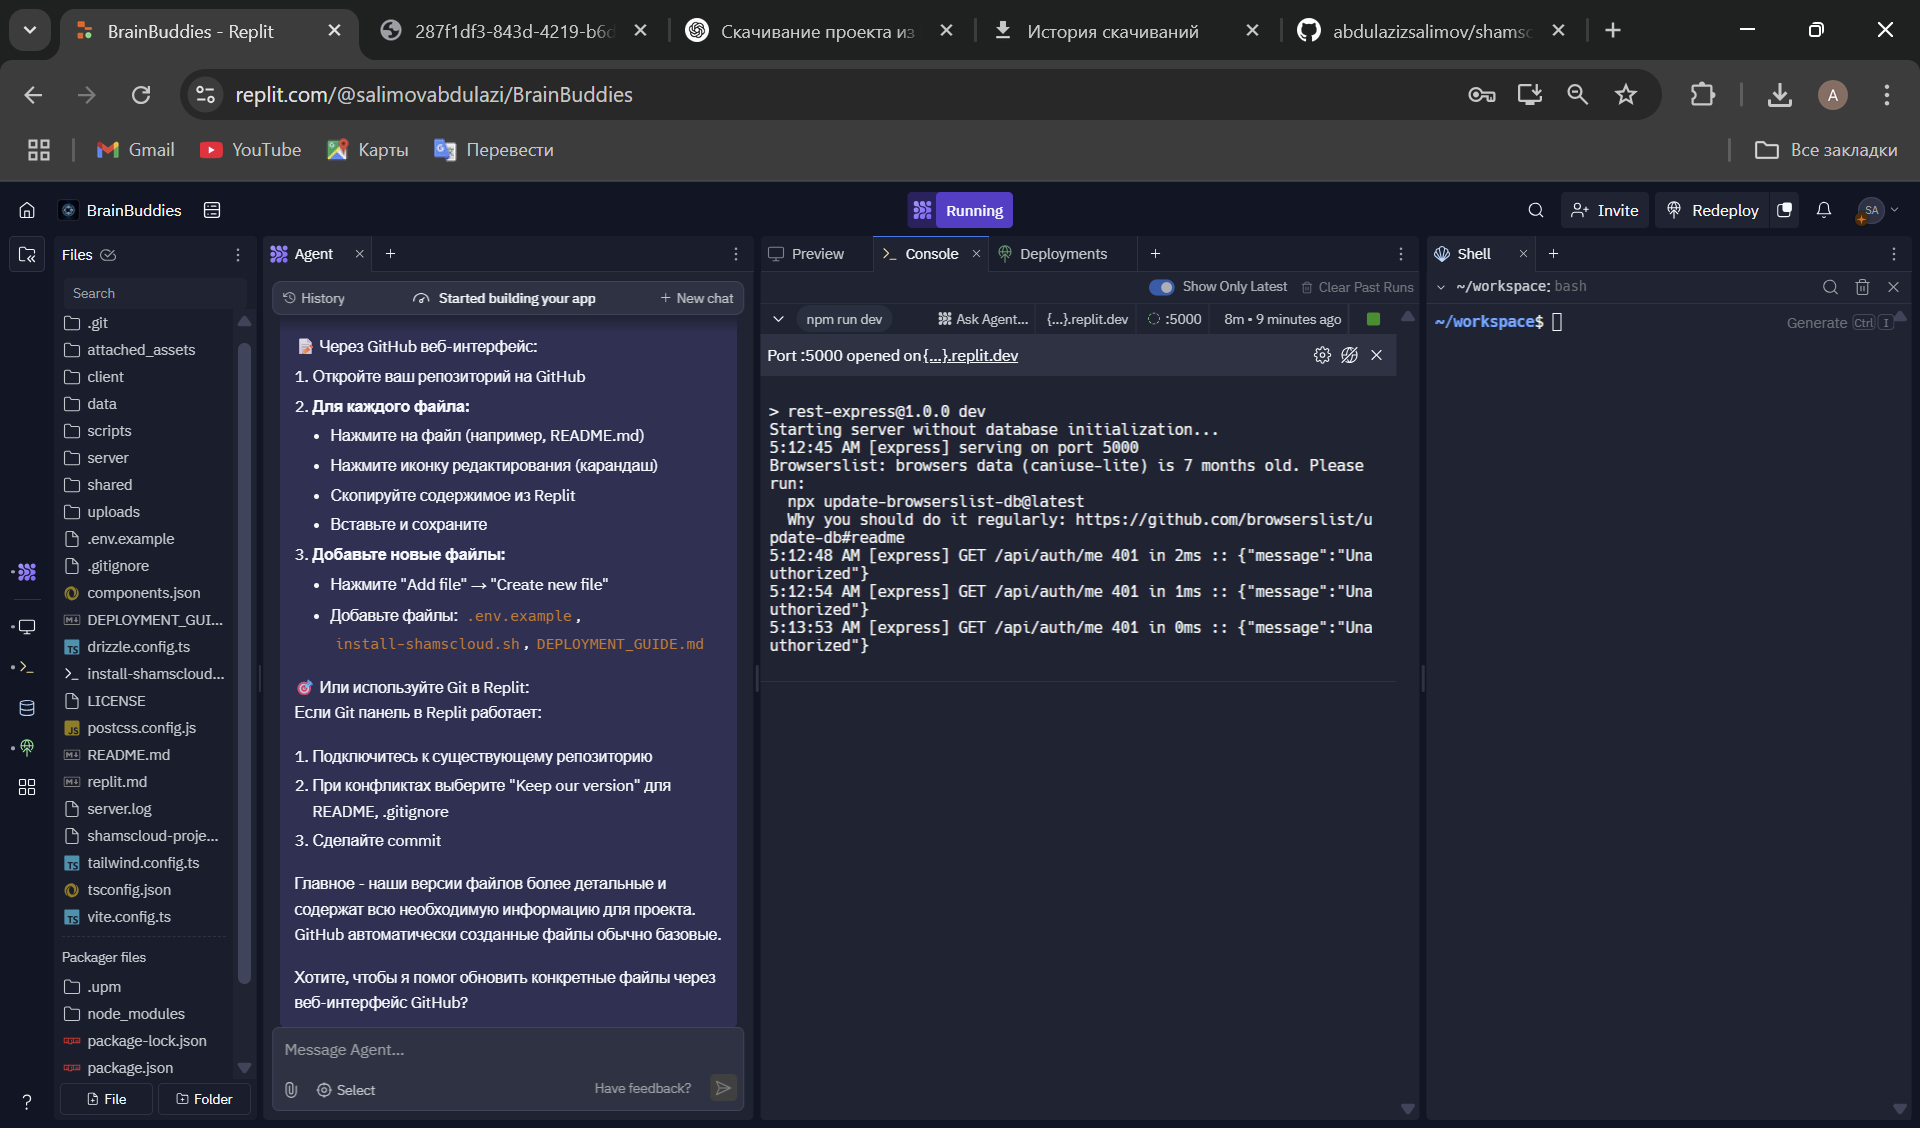 BrainBuddies - Replit
287f1df3-843d-4219-b6d
Скачивание проекта из
История скачиваний
abdulazizsalimov/shamsc
replit.com/@salimovabdulazi/BrainBuddies
A
Gmail
YouTube
Карты
Перевести
Все закладки
BrainBuddies
Running
Invite
Redeploy
SA
Files
Search
.git
attached_assets
client
data
scripts
server
shared
uploads
.env.example
.gitignore
components.json
DEPLOYMENT_GUI...
drizzle.config.ts
install-shamscloud...
LICENSE
postcss.config.js
README.md
replit.md
server.log
shamscloud-proje...
tailwind.config.ts
tsconfig.json
vite.config.ts
Packager files
.upm
node_modules
package-lock.json
package.json
File
Folder
Agent
History
Started building your app
New chat
📝 Через GitHub веб-интерфейс:
1. Откройте ваш репозиторий на GitHub
2. Для каждого файла:
• Нажмите на файл (например, README.md)
• Нажмите иконку редактирования (карандаш)
• Скопируйте содержимое из Replit
• Вставьте и сохраните
3. Добавьте новые файлы:
• Нажмите "Add file" → "Create new file"
• Добавьте файлы: .env.example,
install-shamscloud.sh, DEPLOYMENT_GUIDE.md
🎯 Или используйте Git в Replit:
Если Git панель в Replit работает:
1. Подключитесь к существующему репозиторию
2. При конфликтах выберите "Keep our version" для
README, .gitignore
3. Сделайте commit
Главное - наши версии файлов более детальные и
содержат всю необходимую информацию для проекта.
GitHub автоматически созданные файлы обычно базовые.
Хотите, чтобы я помог обновить конкретные файлы через
веб-интерфейс GitHub?
Message Agent...
Select
Have feedback?
Preview
Console
Deployments
Show Only Latest
Clear Past Runs
npm run dev
Ask Agent...
{...}.replit.dev
:5000
8m • 9 minutes ago
Port :5000 opened on {...}.replit.dev
> rest-express@1.0.0 dev
Starting server without database initialization...
5:12:45 AM [express] serving on port 5000
Browserslist: browsers data (caniuse-lite) is 7 months old. Please
run:
npx update-browserslist-db@latest
Why you should do it regularly: https://github.com/browserslist/u
pdate-db#readme
5:12:48 AM [express] GET /api/auth/me 401 in 2ms :: {"message":"Una
uthorized"}
5:12:54 AM [express] GET /api/auth/me 401 in 1ms :: {"message":"Una
uthorized"}
5:13:53 AM [express] GET /api/auth/me 401 in 0ms :: {"message":"Una
uthorized"}
Shell
~/workspace: bash
~/workspace$
Generate Ctrl I